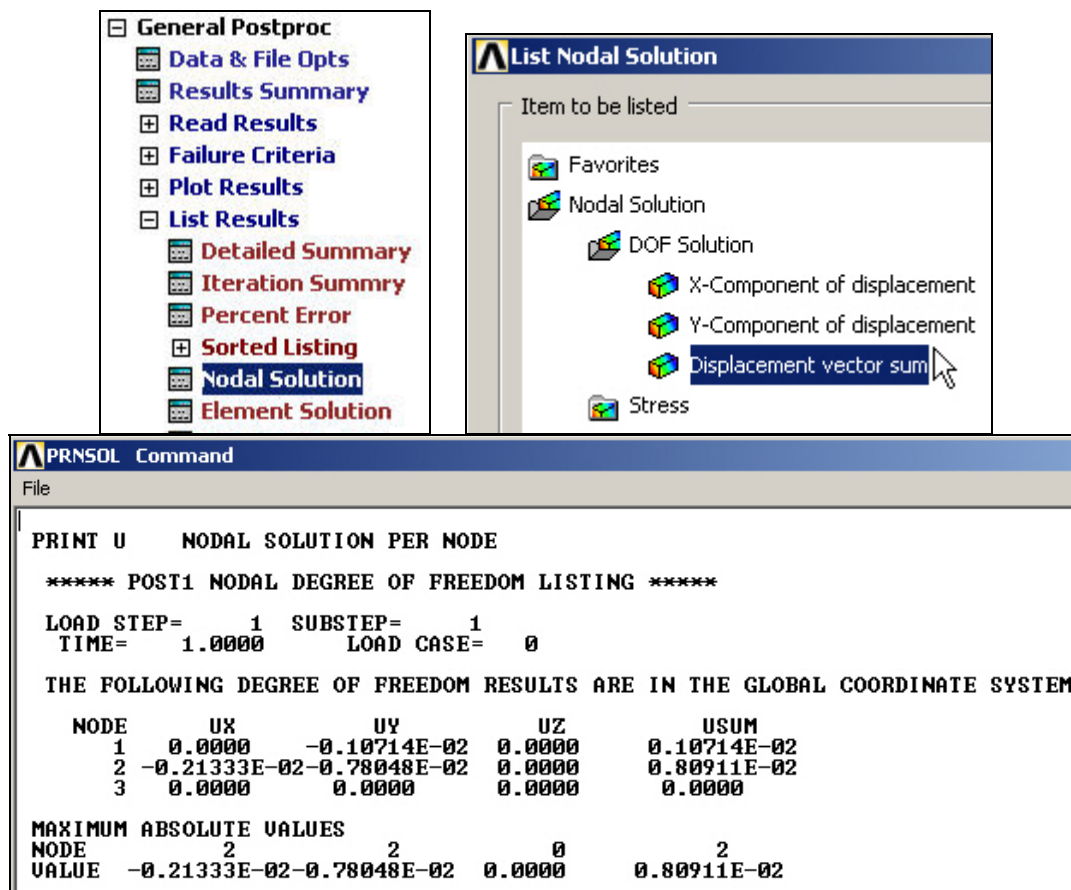 General Postproc
Data & File Opts
Results Summary
Read Results
Failure Criteria
Plot Results
List Results
Detailed Summary
Iteration Summry
Percent Error
Sorted Listing
Nodal Solution
Element Solution
List Nodal Solution
Item to be listed
Favorites
Nodal Solution
DOF Solution
X-Component of displacement
Y-Component of displacement
Displacement vector sum
Stress
PRNSOL Command
File
PRINT U NODAL SOLUTION PER NODE
***** POST1 NODAL DEGREE OF FREEDOM LISTING *****
LOAD STEP= 1 SUBSTEP= 1
TIME= 1.0000 LOAD CASE= 0
THE FOLLOWING DEGREE OF FREEDOM RESULTS ARE IN THE GLOBAL COORDINATE SYSTEM
NODE UX UY UZ USUM
1 0.0000 -0.10714E-02 0.0000 0.10714E-02
2 -0.21333E-02-0.78048E-02 0.0000 0.80911E-02
3 0.0000 0.0000 0.0000 0.0000
MAXIMUM ABSOLUTE VALUES
NODE 2 2 0 2
VALUE -0.21333E-02-0.78048E-02 0.0000 0.80911E-02